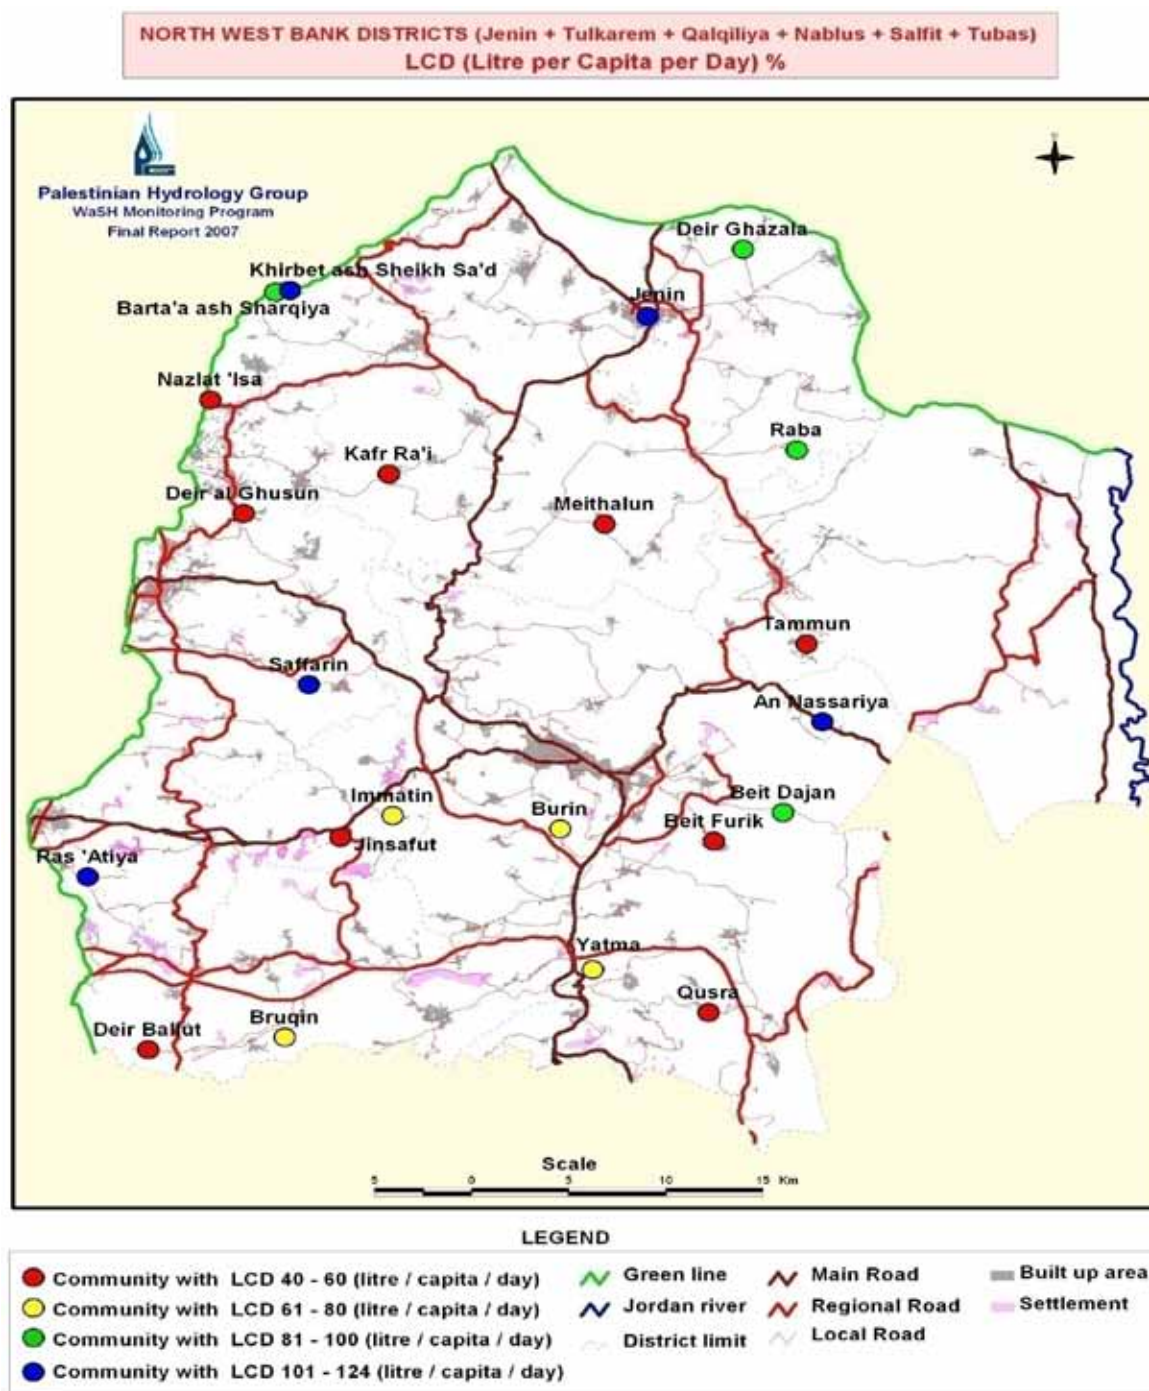 NORTH WEST BANK DISTRICTS (Jenin + Tulkarem + Qalqiliya + Nablus + Salfit + Tubas)
LCD (Litre per Capita per Day) %
Palestinian Hydrology Group
WaSH Monitoring Program
Final Report 2007
Deir Ghazala
Khirbet ash Sheikh Sa'd
Jenin
Barta'a ash Sharqiya
Nazlat 'Isa
Raba
Kafr Ra'i
Deir al Ghusun
Meithalun
Tammun
Saffarin
An Nassariya
Immatin
Burin
Beit Dajan
Beit Furik
Jinsafut
Ras 'Atiya
Yatma
Qusra
Deir Ballut
Bruqin
Scale
5 0 5 10 15 Km
LEGEND
Community with LCD 40 - 60 (litre / capita / day)
Community with LCD 61 - 80 (litre / capita / day)
Community with LCD 81 - 100 (litre / capita / day)
Community with LCD 101 - 124 (litre / capita / day)
Green line
Jordan river
District limit
Main Road
Regional Road
Local Road
Built up area
Settlement